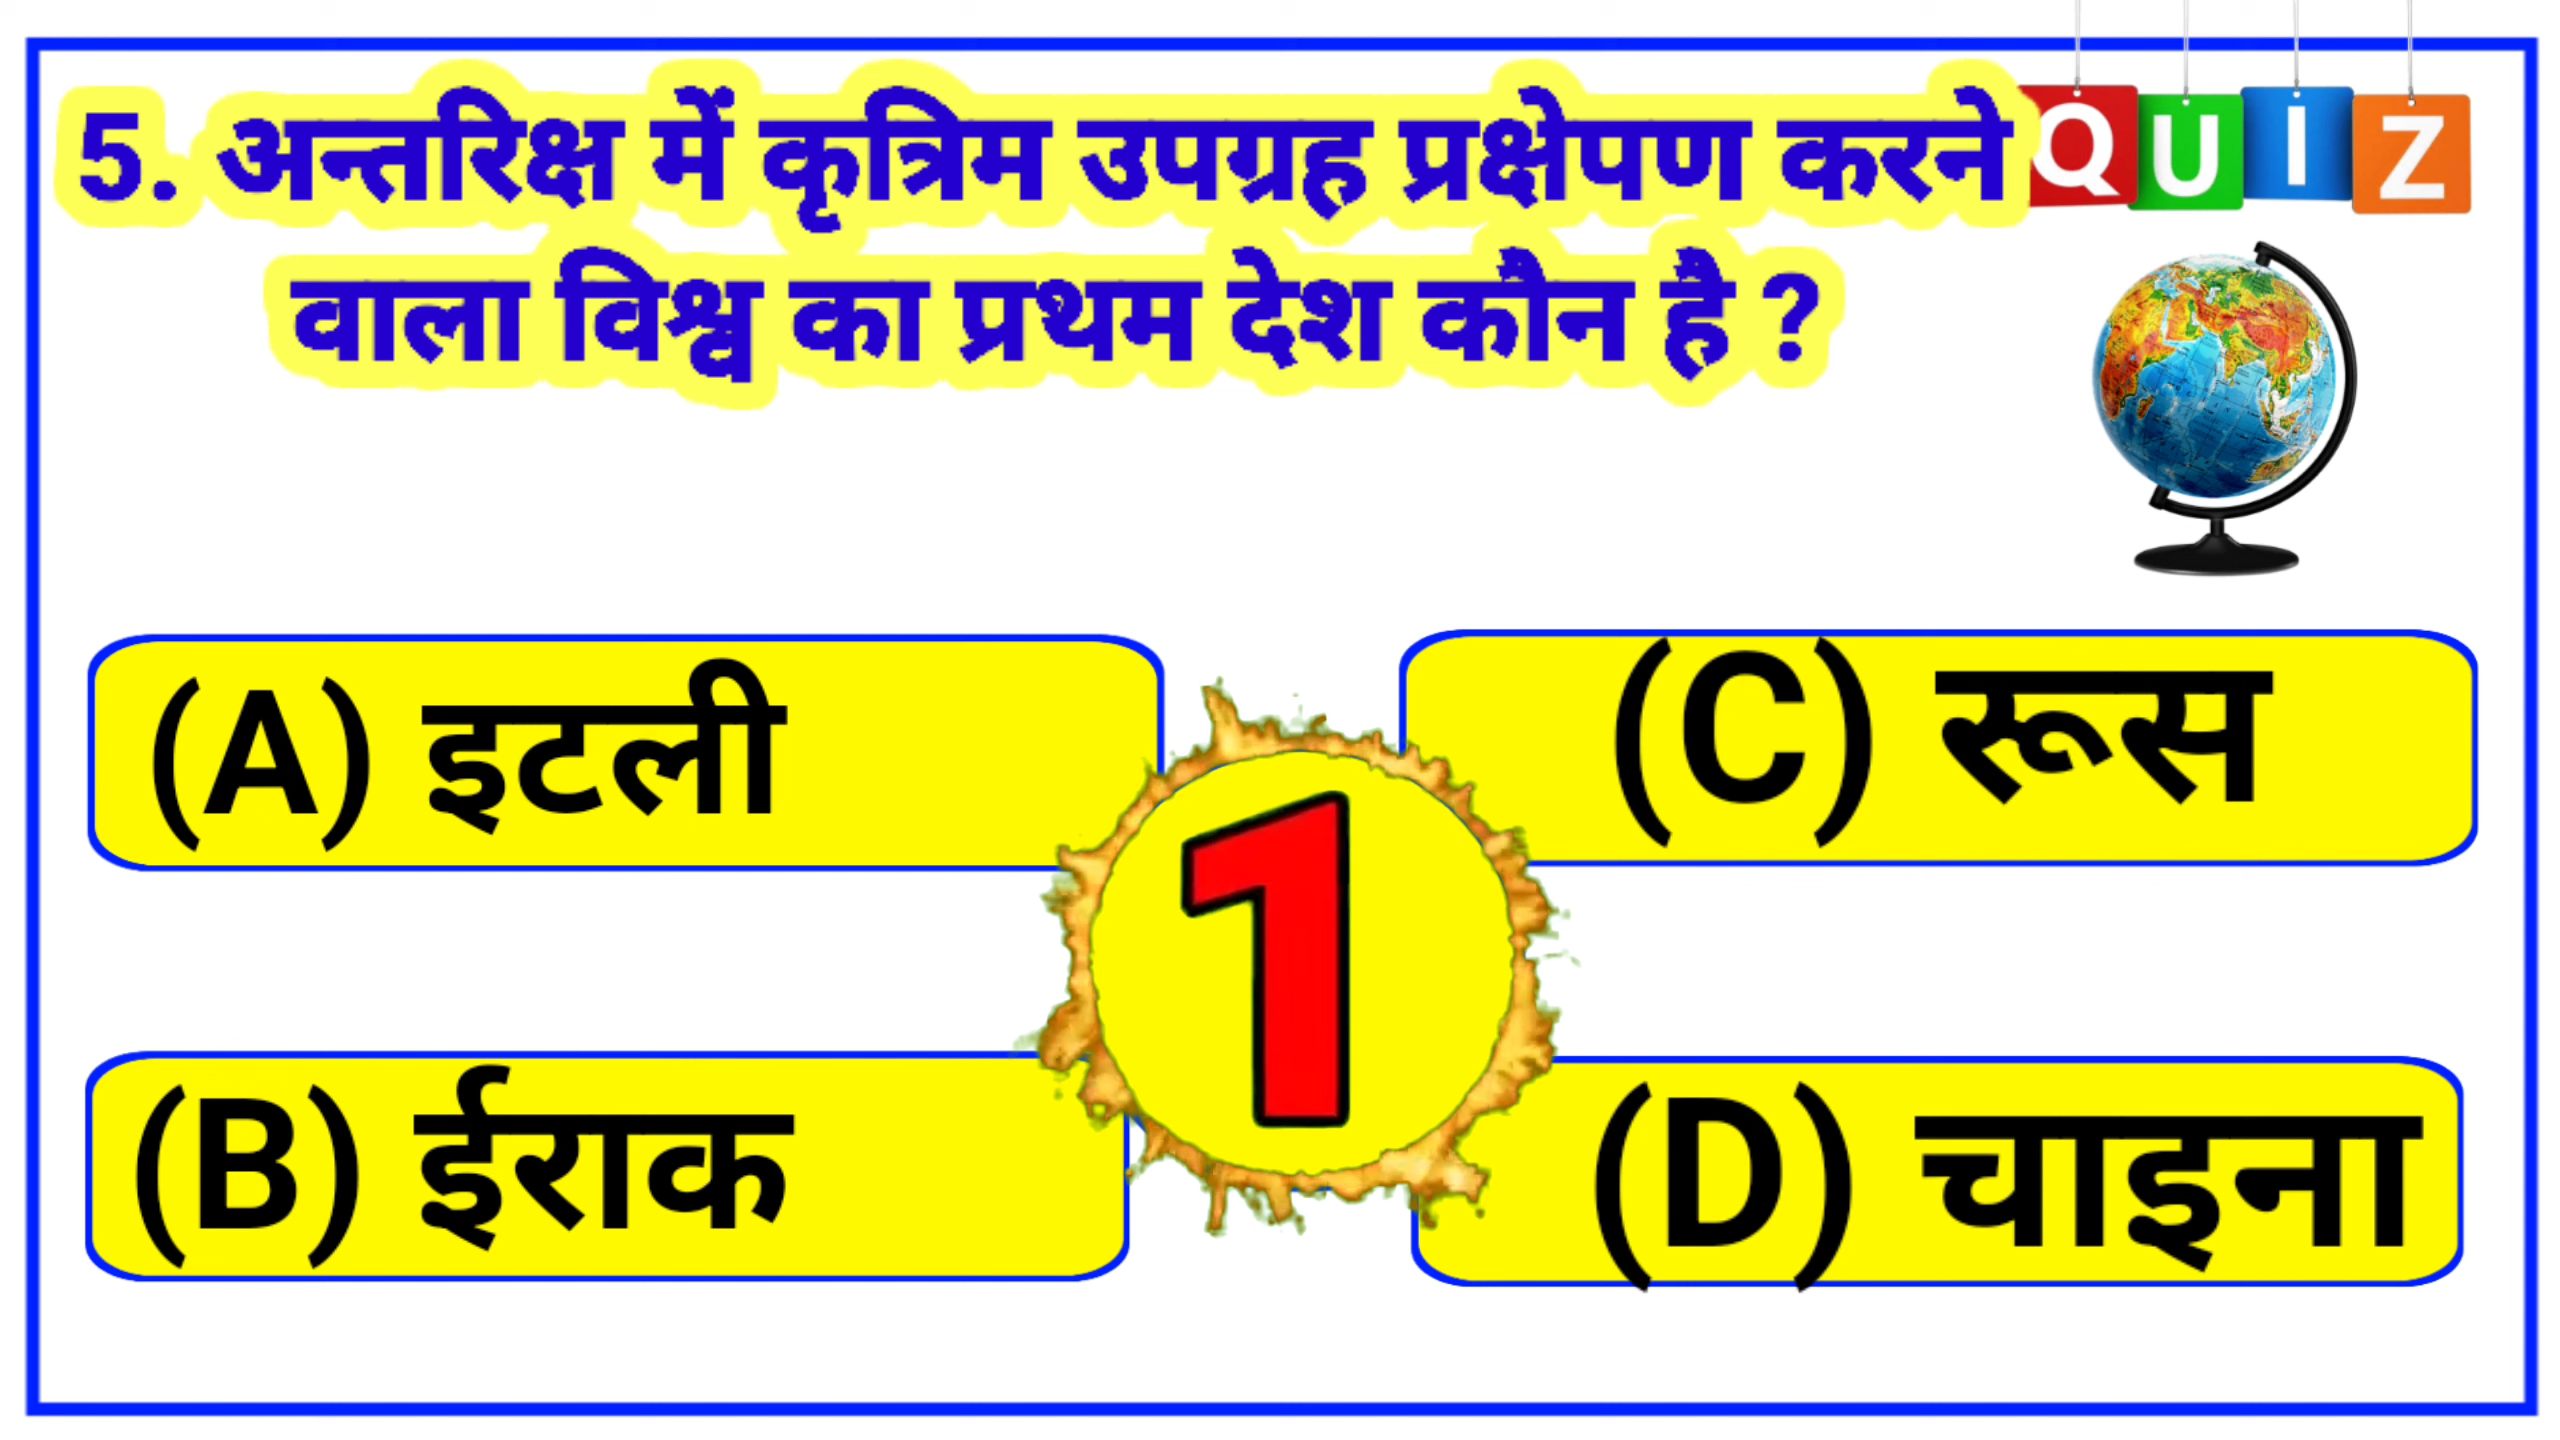 5. अन्तरिक्ष में कृत्रिम उपग्रह प्रक्षेपण करने
वाला विश्व का प्रथम देश कौन है ?
QUIZ
(A) इटली
(C) रूस
1
(B) ईराक
(D) चाइना